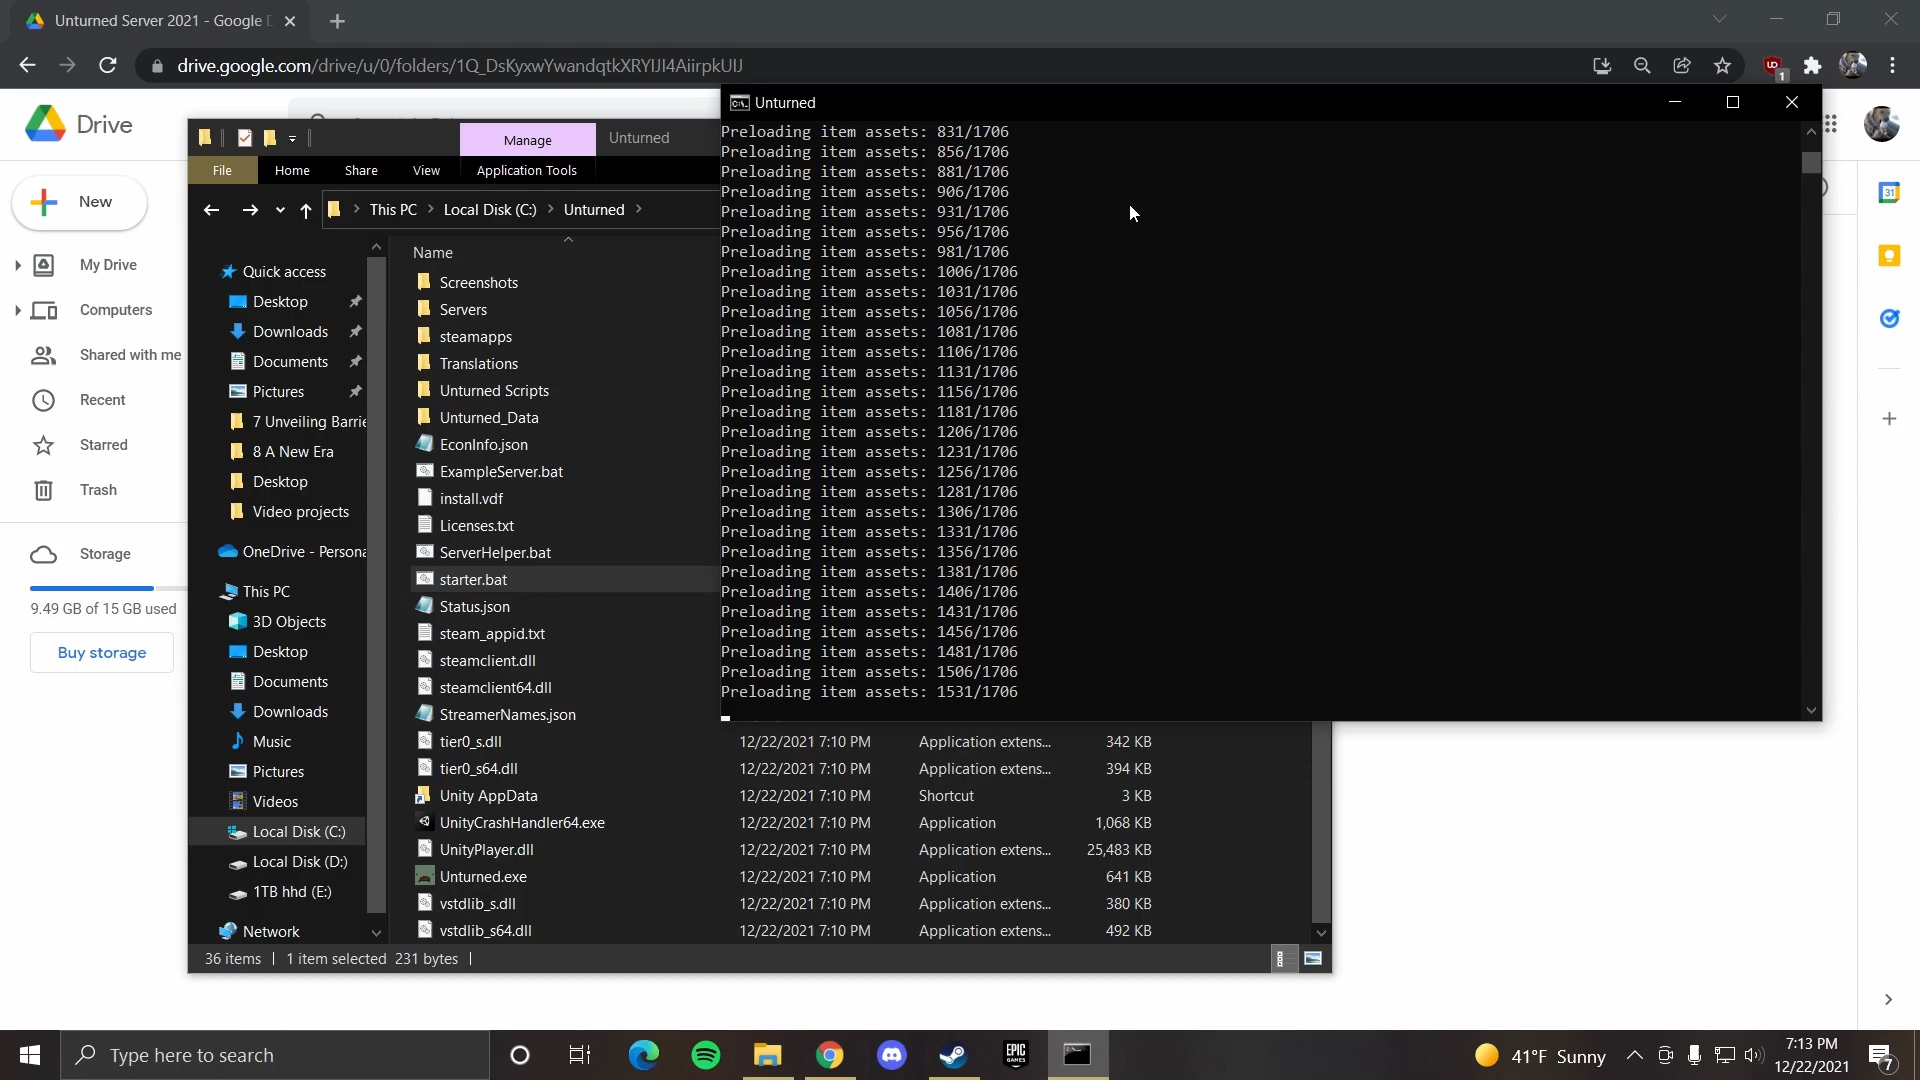 Unturned Server 2021 - Google D
drive.google.com/drive/u/0/folders/1Q_DsKyxwYwandqtkXRYIJI4AiirpkUIJ
1
Drive
New
My Drive
Computers
Shared with me
Recent
Starred
Trash
Storage
9.49 GB of 15 GB used
Buy storage
Manage
Unturned
File
Home
Share
View
Application Tools
This PC
Local Disk (C:)
Unturned
Quick access
Desktop
Downloads
Documents
Pictures
7 Unveiling Barrie
8 A New Era
Desktop
Video projects
OneDrive - Persona
This PC
3D Objects
Desktop
Documents
Downloads
Music
Pictures
Videos
Local Disk (C:)
Local Disk (D:)
1TB hhd (E:)
Network
Name
Screenshots
Servers
steamapps
Translations
Unturned Scripts
Unturned_Data
EconInfo.json
ExampleServer.bat
install.vdf
Licenses.txt
ServerHelper.bat
starter.bat
Status.json
steam_appid.txt
steamclient.dll
steamclient64.dll
StreamerNames.json
tier0_s.dll 12/22/2021 7:10 PM Application extens... 342 KB
tier0_s64.dll 12/22/2021 7:10 PM Application extens... 394 KB
Unity AppData 12/22/2021 7:10 PM Shortcut 3 KB
UnityCrashHandler64.exe 12/22/2021 7:10 PM Application 1,068 KB
UnityPlayer.dll 12/22/2021 7:10 PM Application extens... 25,483 KB
Unturned.exe 12/22/2021 7:10 PM Application 641 KB
vstdlib_s.dll 12/22/2021 7:10 PM Application extens... 380 KB
vstdlib_s64.dll 12/22/2021 7:10 PM Application extens... 492 KB
36 items 1 item selected 231 bytes
Unturned
Preloading item assets: 831/1706
Preloading item assets: 856/1706
Preloading item assets: 881/1706
Preloading item assets: 906/1706
Preloading item assets: 931/1706
Preloading item assets: 956/1706
Preloading item assets: 981/1706
Preloading item assets: 1006/1706
Preloading item assets: 1031/1706
Preloading item assets: 1056/1706
Preloading item assets: 1081/1706
Preloading item assets: 1106/1706
Preloading item assets: 1131/1706
Preloading item assets: 1156/1706
Preloading item assets: 1181/1706
Preloading item assets: 1206/1706
Preloading item assets: 1231/1706
Preloading item assets: 1256/1706
Preloading item assets: 1281/1706
Preloading item assets: 1306/1706
Preloading item assets: 1331/1706
Preloading item assets: 1356/1706
Preloading item assets: 1381/1706
Preloading item assets: 1406/1706
Preloading item assets: 1431/1706
Preloading item assets: 1456/1706
Preloading item assets: 1481/1706
Preloading item assets: 1506/1706
Preloading item assets: 1531/1706
31
Type here to search
EPIC
GAMES
41°F Sunny
7:13 PM
12/22/2021
7